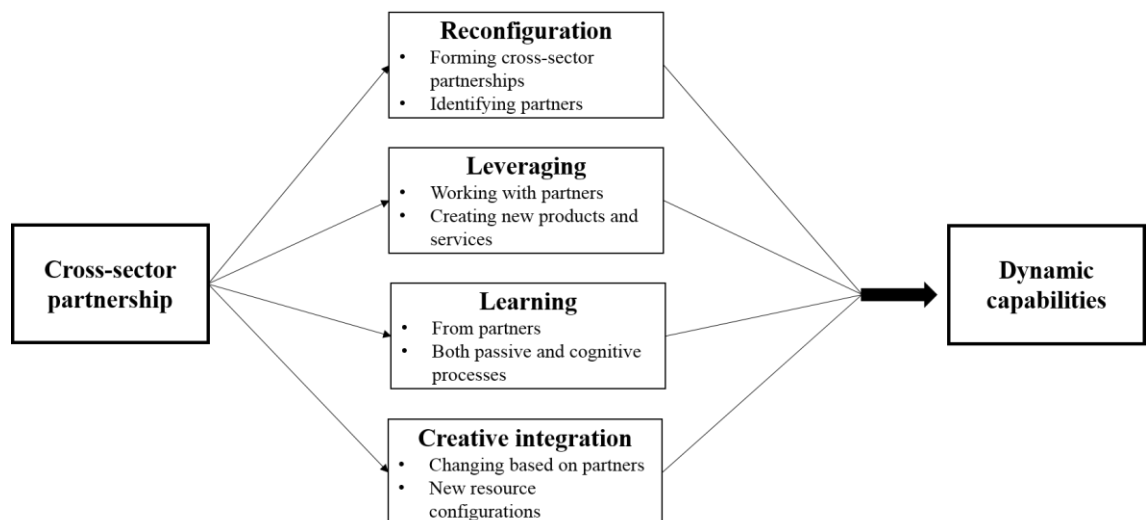 Reconfiguration
• Forming cross-sector
partnerships
• Identifying partners
Leveraging
• Working with partners
• Creating new products and
services
Cross-sector
partnership
Learning
• From partners
• Both passive and cognitive
processes
Creative integration
• Changing based on partners
• New resource
configurations
Dynamic
capabilities